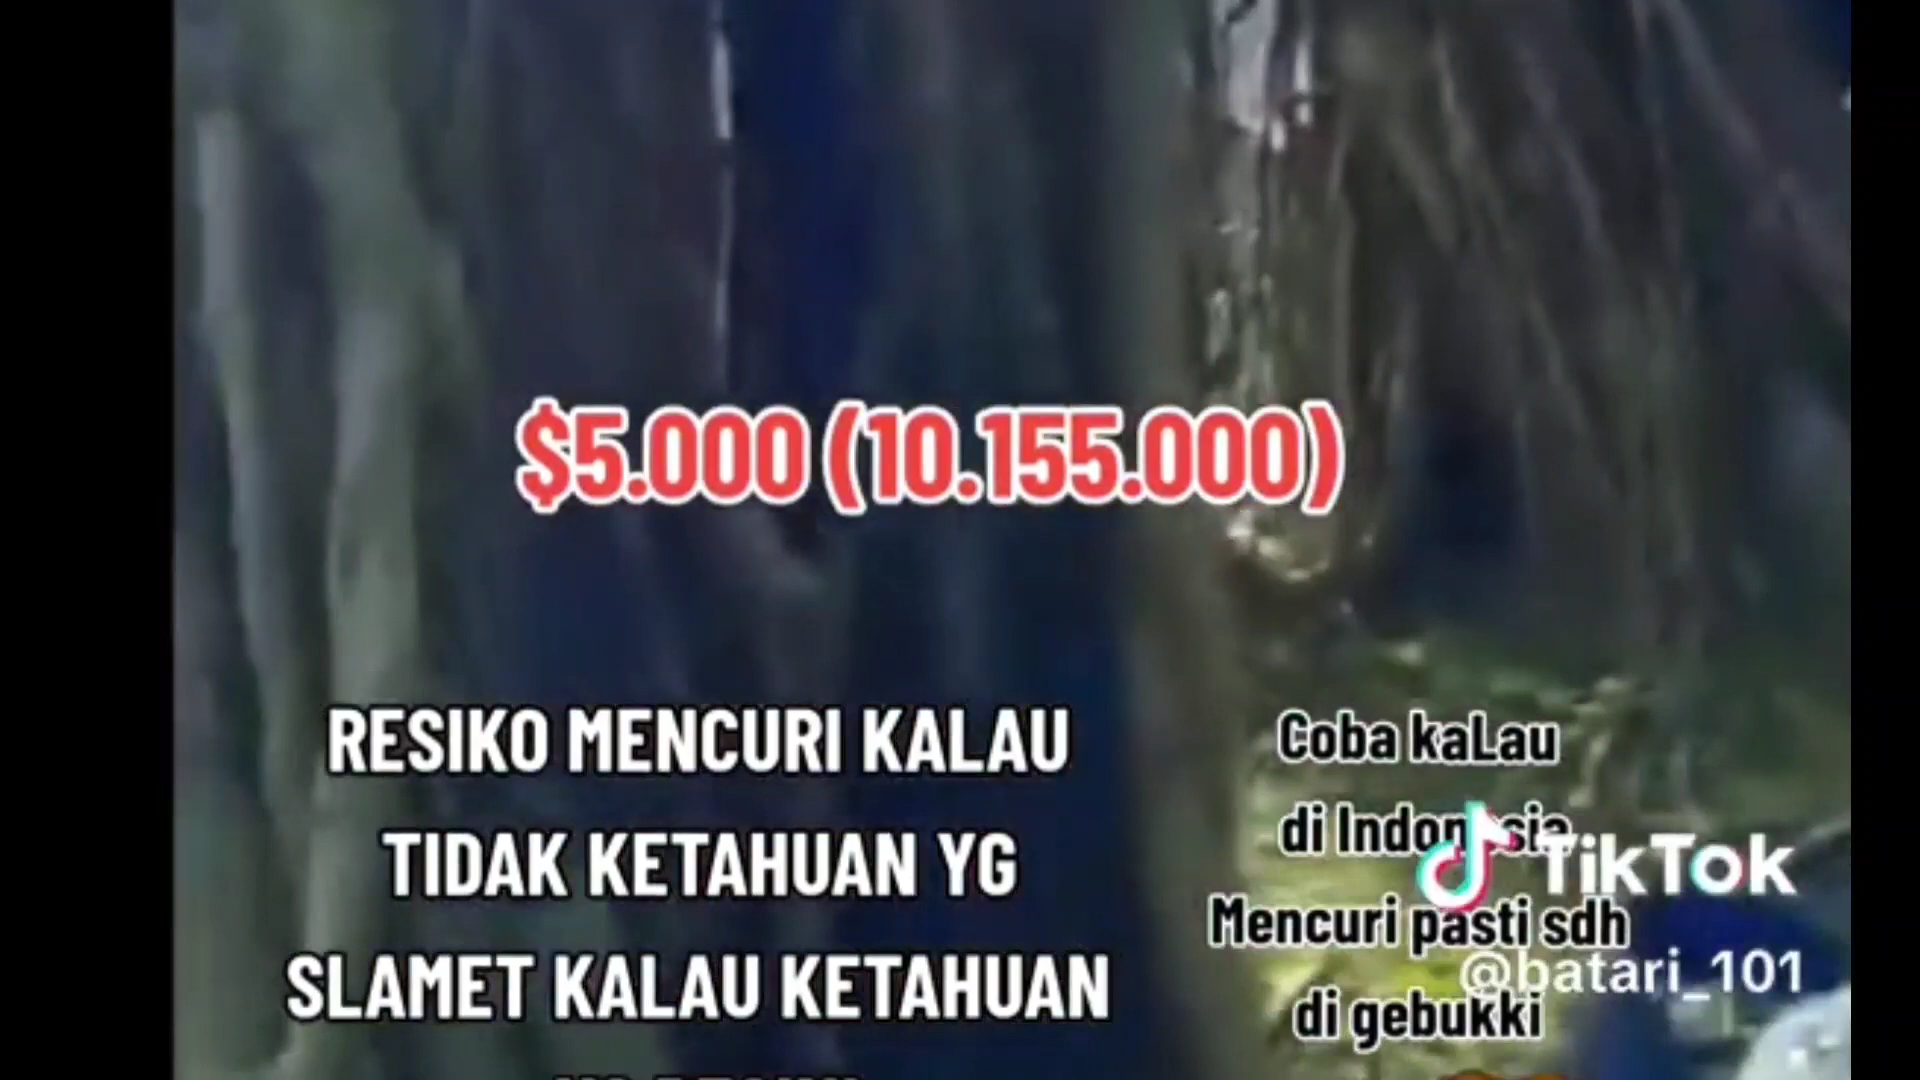 $5.000 (10.155.000)
RESIKO MENCURI KALAU
TIDAK KETAHUAN YG
SLAMET KALAU KETAHUAN
Coba kaLau
di Indonesia
Mencuri pasti sdh
di gebukki
TikTok
@batari_101